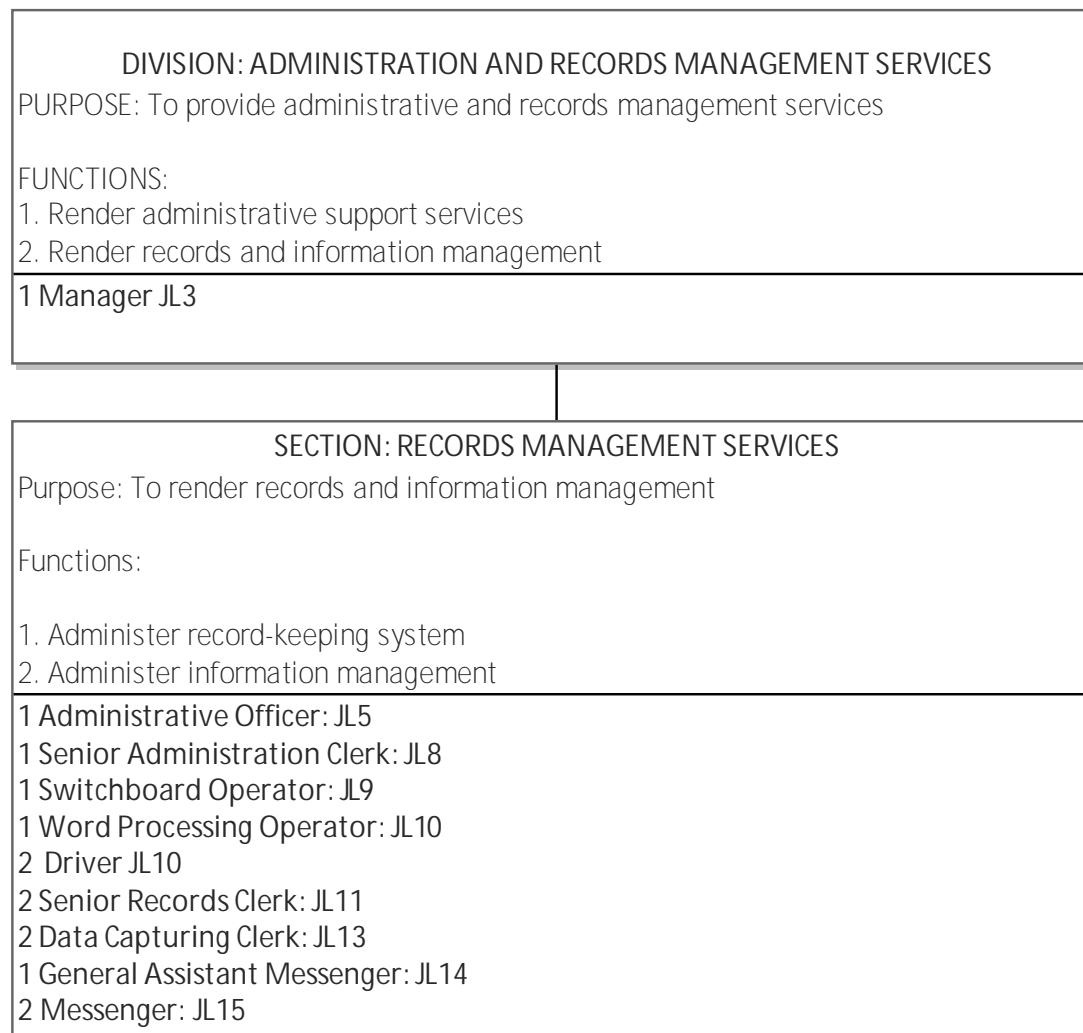 DIVISION: ADMINISTRATION AND RECORDS MANAGEMENT SERVICES
PURPOSE: To provide administrative and records management services
FUNCTIONS:
1. Render administrative support services
2. Render records and information management
1 Manager JL3
SECTION: RECORDS MANAGEMENT SERVICES
Purpose: To render records and information management
Functions:
1. Administer record-keeping system
2. Administer information management
1 Administrative Officer: JL5
1 Senior Administration Clerk: JL8
1 Switchboard Operator: JL9
1 Word Processing Operator: JL10
2 Driver JL10
2 Senior Records Clerk: JL11
2 Data Capturing Clerk: JL13
1 General Assistant Messenger: JL14
2 Messenger: JL15